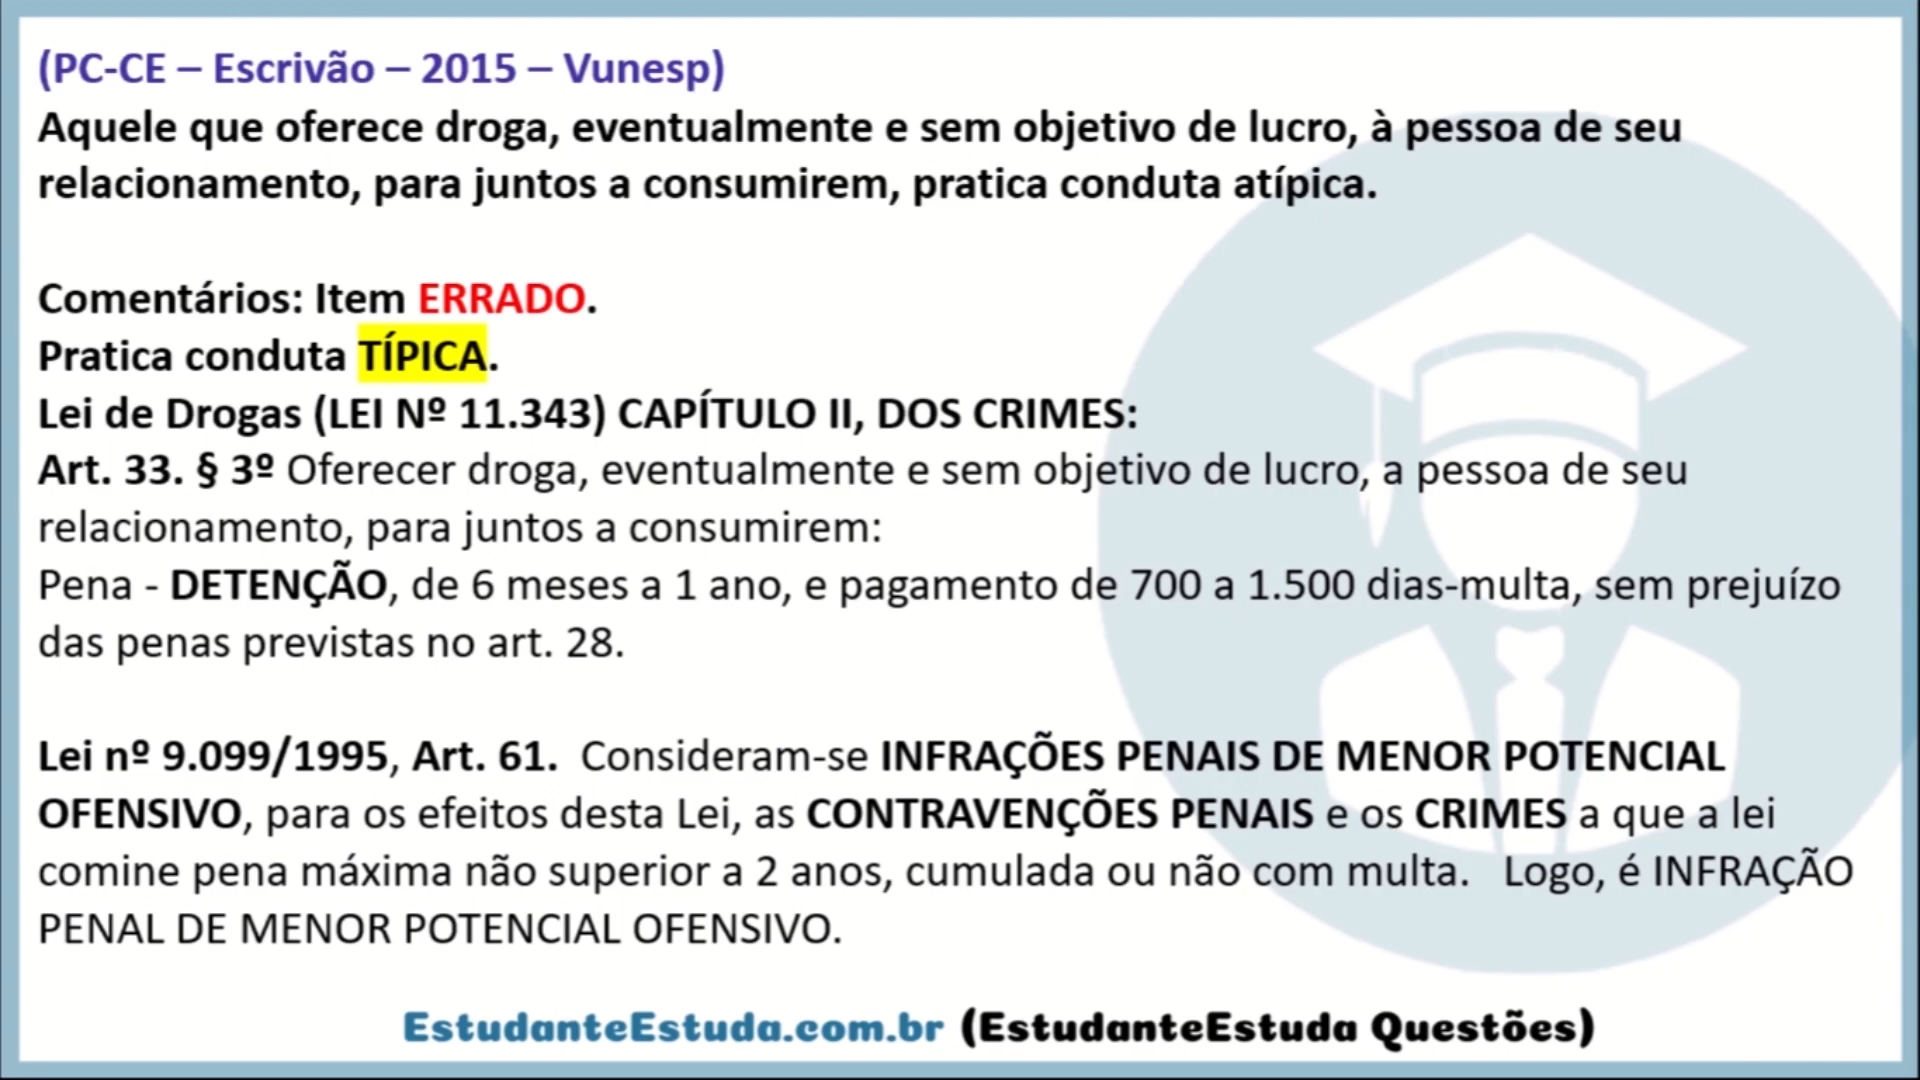 (PC-CE – Escrivão – 2015 – Vunesp)
Aquele que oferece droga, eventualmente e sem objetivo de lucro, à pessoa de seu
relacionamento, para juntos a consumirem, pratica conduta atípica.
Comentários: Item ERRADO.
Pratica conduta TÍPICA.
Lei de Drogas (LEI Nº 11.343) CAPÍTULO II, DOS CRIMES:
Art. 33. § 3º Oferecer droga, eventualmente e sem objetivo de lucro, a pessoa de seu
relacionamento, para juntos a consumirem:
Pena - DETENÇÃO, de 6 meses a 1 ano, e pagamento de 700 a 1.500 dias-multa, sem prejuízo
das penas previstas no art. 28.
Lei nº 9.099/1995, Art. 61. Consideram-se INFRAÇÕES PENAIS DE MENOR POTENCIAL
OFENSIVO, para os efeitos desta Lei, as CONTRAVENÇÕES PENAIS e os CRIMES a que a lei
comine pena máxima não superior a 2 anos, cumulada ou não com multa. Logo, é INFRAÇÃO
PENAL DE MENOR POTENCIAL OFENSIVO.
EstudanteEstuda.com.br (EstudanteEstuda Questões)